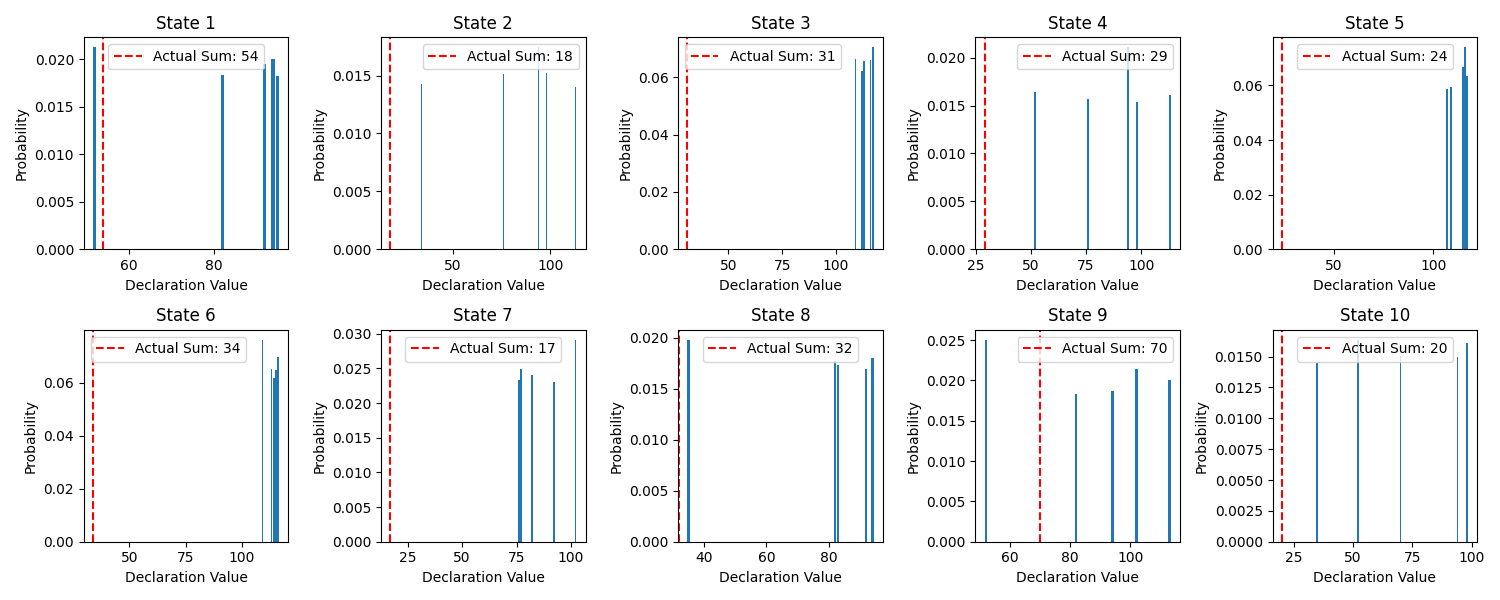 State 1
Actual Sum: 54
0.020
0.015
0.010
0.005
0.000
Probability
60 80
Declaration Value
State 2
Actual Sum: 18
0.015
0.010
0.005
0.000
Probability
50 100
Declaration Value
State 3
Actual Sum: 31
0.06
0.04
0.02
0.00
Probability
50 75 100
Declaration Value
State 4
Actual Sum: 29
0.020
0.015
0.010
0.005
0.000
Probability
25 50 75 100
Declaration Value
State 5
Actual Sum: 24
0.06
0.04
0.02
0.00
Probability
50 100
Declaration Value
State 6
Actual Sum: 34
0.06
0.04
0.02
0.00
Probability
50 75 100
Declaration Value
State 7
Actual Sum: 17
0.030
0.025
0.020
0.015
0.010
0.005
0.000
Probability
25 50 75 100
Declaration Value
State 8
Actual Sum: 32
0.020
0.015
0.010
0.005
0.000
Probability
40 60 80
Declaration Value
State 9
Actual Sum: 70
0.025
0.020
0.015
0.010
0.005
0.000
Probability
60 80 100
Declaration Value
State 10
Actual Sum: 20
0.0150
0.0125
0.0100
0.0075
0.0050
0.0025
0.0000
Probability
25 50 75 100
Declaration Value